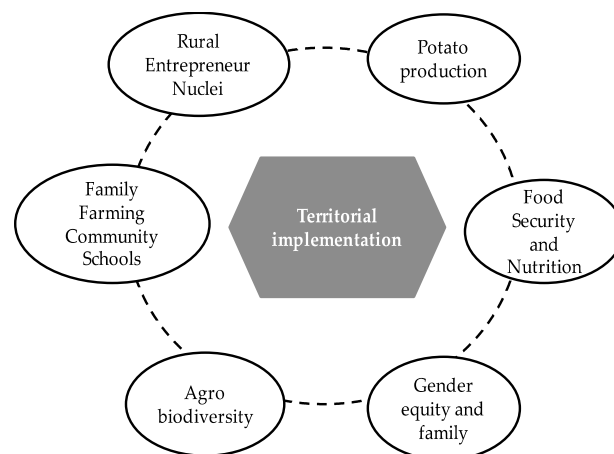 Rural
Entrepreneur
Nuclei
Potato
production
Family
Farming
Community
Schools
Territorial
implementation
Food
Security
and
Nutrition
Agro
biodiversity
Gender
equity and
family